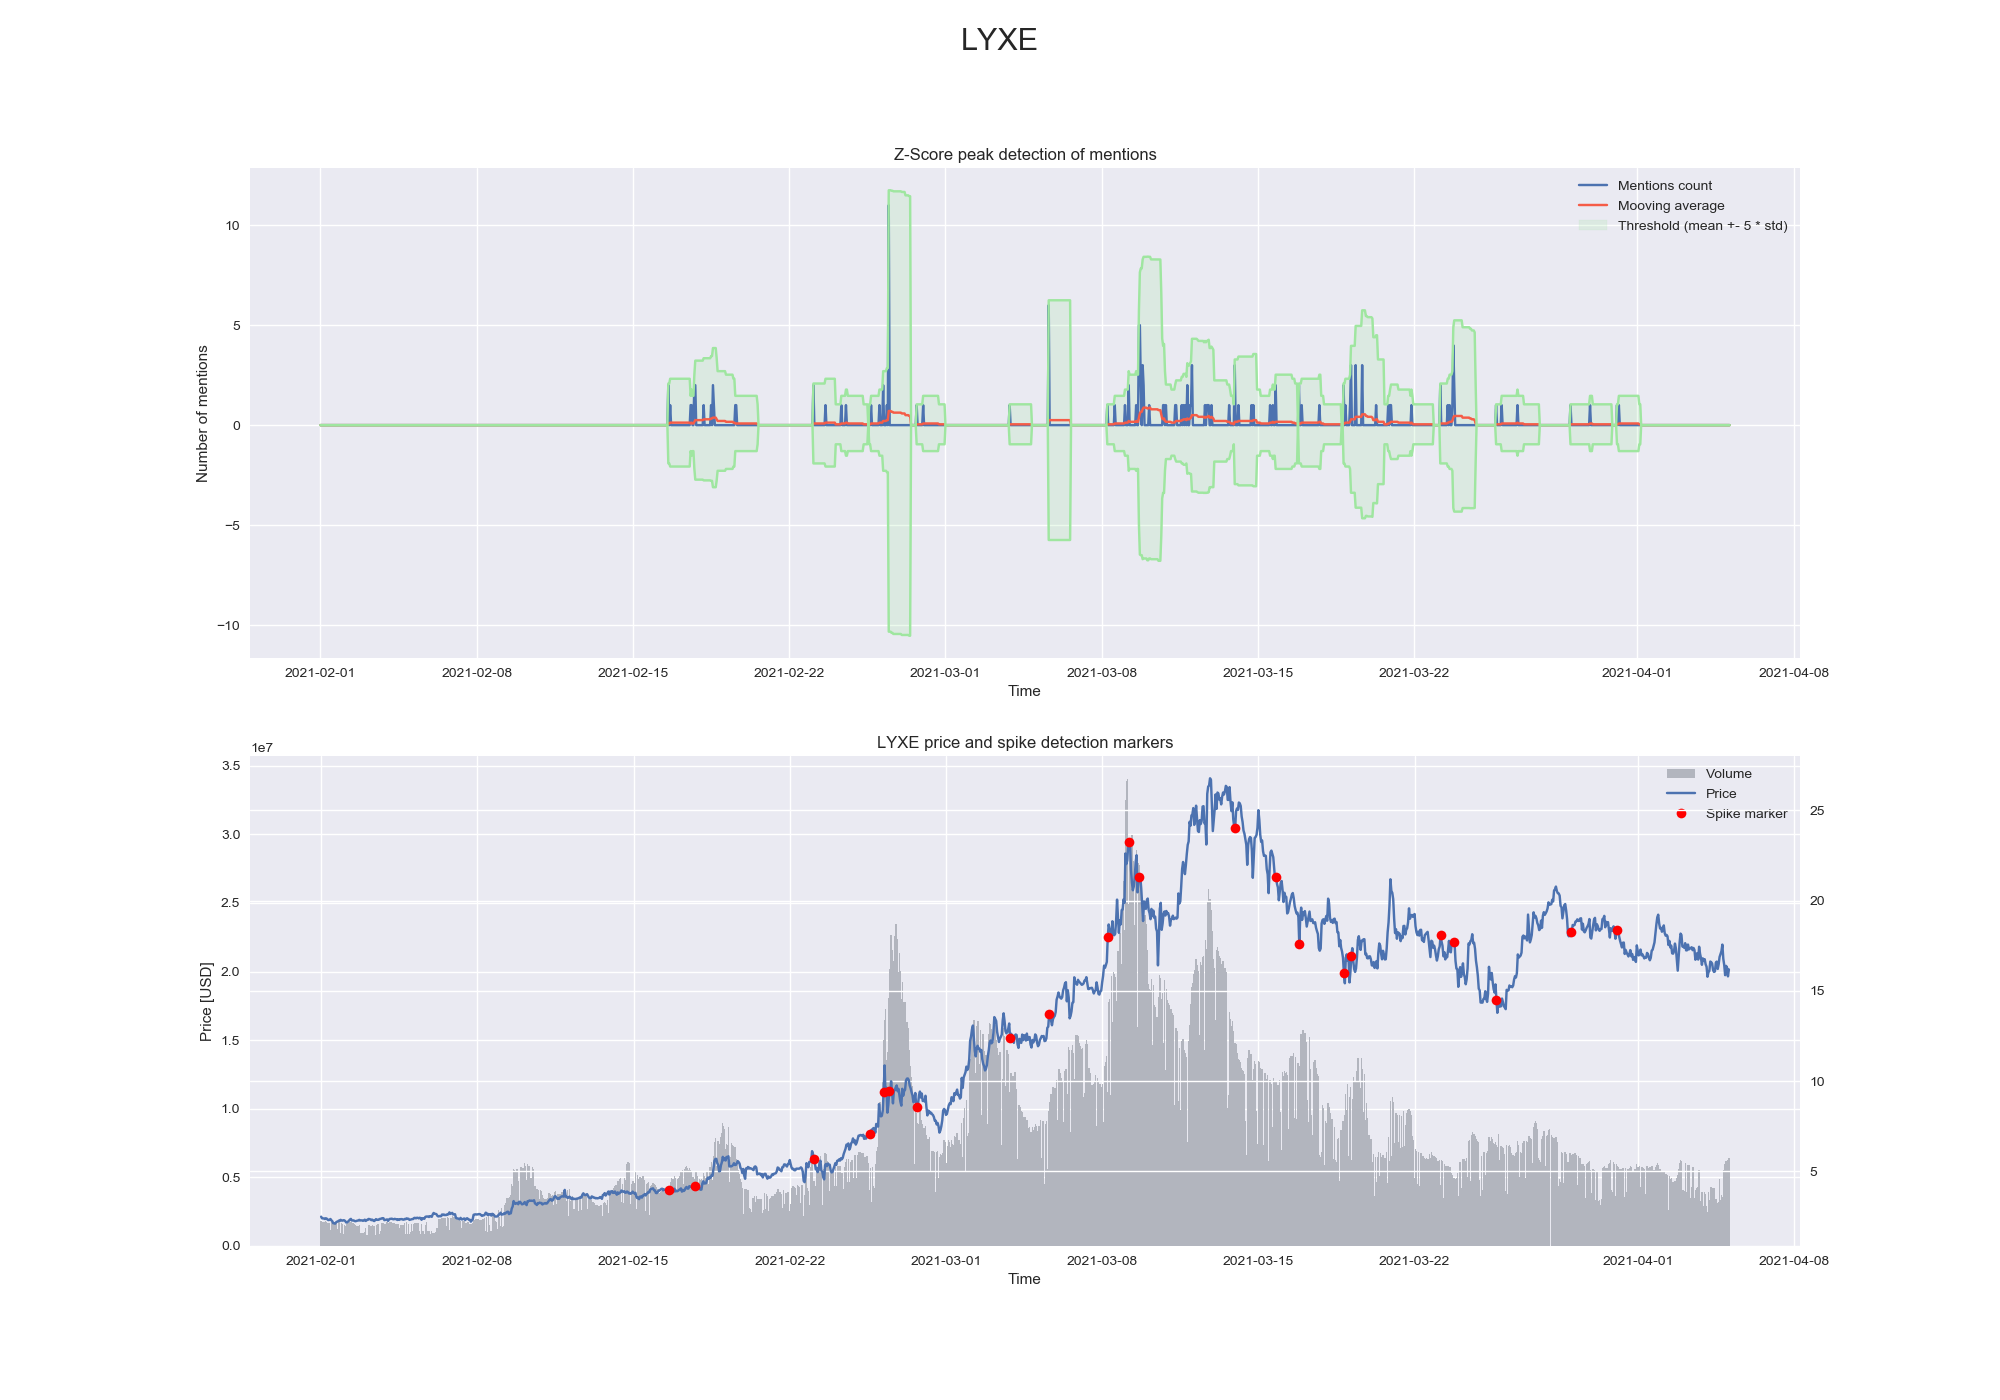 LYXE
Z-Score peak detection of mentions
Mentions count
Mooving average
Threshold (mean +- 5 * std)
Number of mentions
10
5
0
−5
−10
2021-02-01 2021-02-08 2021-02-15 2021-02-22 2021-03-01 2021-03-08 2021-03-15 2021-03-22 2021-04-01 2021-04-08
Time
LYXE price and spike detection markers
1e7
Volume
Price
Spike marker
Price [USD]
3.5
3.0
2.5
2.0
1.5
1.0
0.5
0.0
25
20
15
10
5
2021-02-01 2021-02-08 2021-02-15 2021-02-22 2021-03-01 2021-03-08 2021-03-15 2021-03-22 2021-04-01 2021-04-08
Time